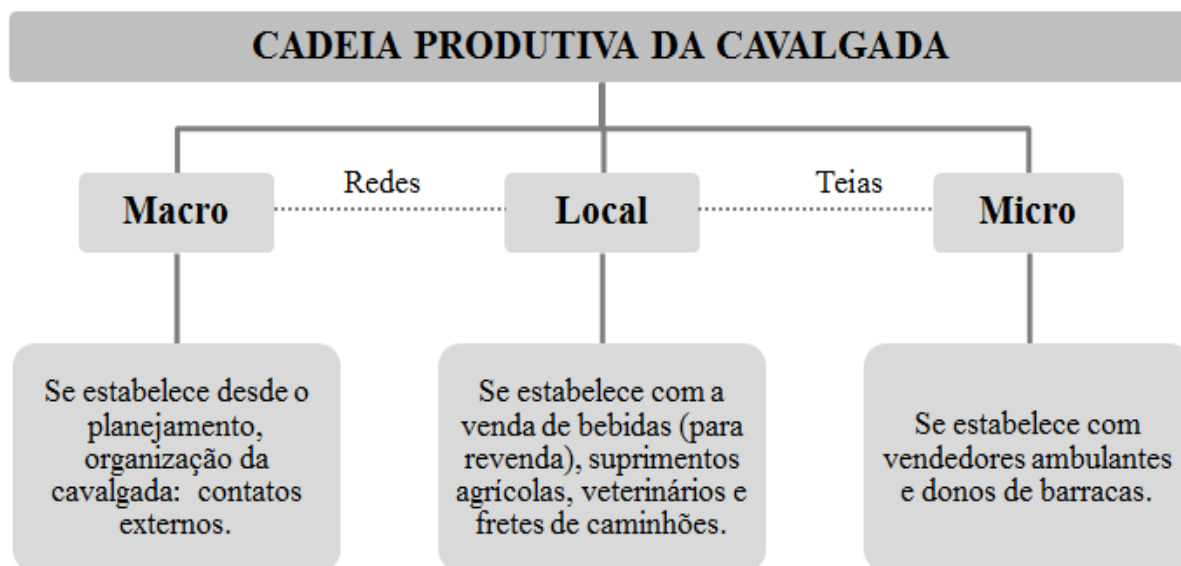 CADEIA PRODUTIVA DA CAVALGADA
Redes
Teias
Macro
Local
Micro
Se estabelece desde o
planejamento,
organização da
cavalgada: contatos
externos.
Se estabelece com a
venda de bebidas (para
revenda), suprimentos
agrícolas, veterinários e
fretes de caminhões.
Se estabelece com
vendedores ambulantes
e donos de barracas.